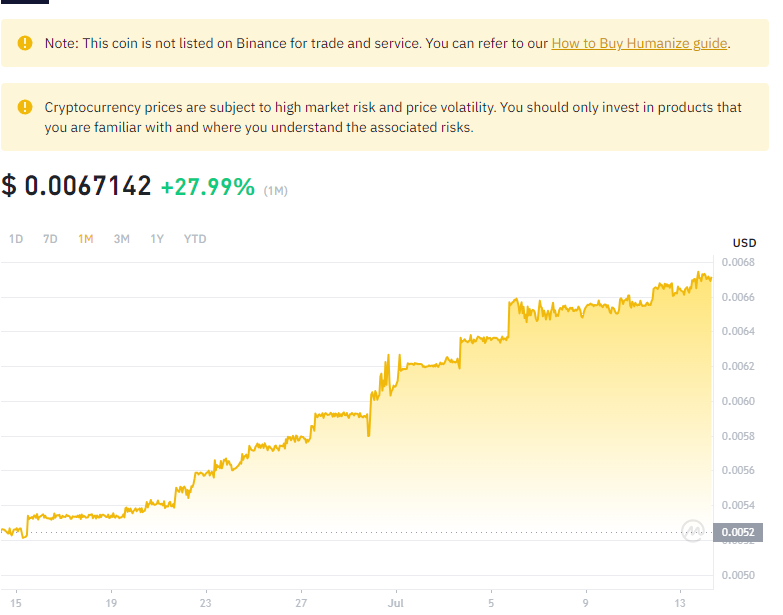 Note: This coin is not listed on Binance for trade and service. You can refer to our How to Buy Humanize guide.
Cryptocurrency prices are subject to high market risk and price volatility. You should only invest in products that
you are familiar with and where you understand the associated risks.
$ 0.0067142 +27.99% (1M)
1D 7D 1M 3M 1Y YTD
USD
0.0068
0.0066
0.0064
0.0062
0.0060
0.0058
0.0056
0.0054
0.0052
0.0050
15 19 23 27 Jul 5 9 13